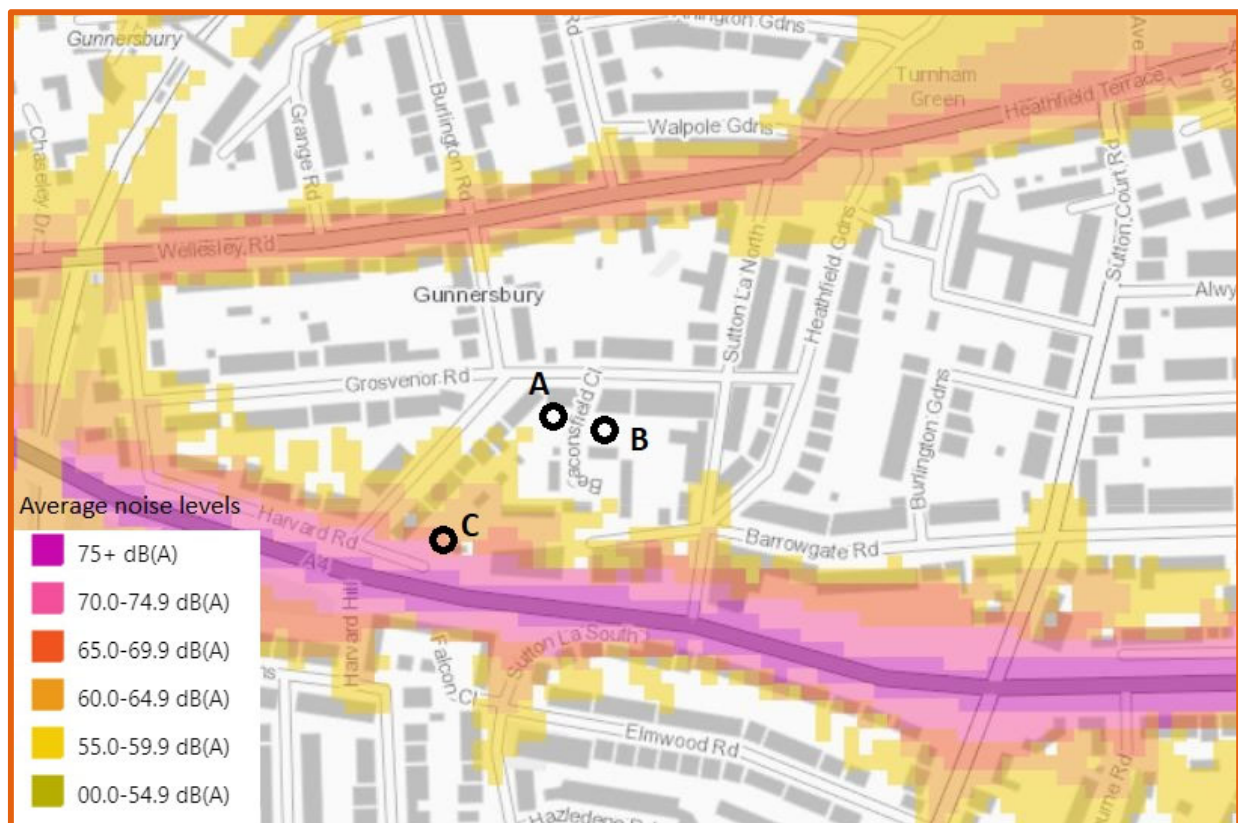 Gunnersbury
Turnham
Green
Heathfield Terrace
Walpole Gdns
Chaseley Dr
Grange Rd
Burlington Rd
Rd
Wellesley Rd
Sutton La North
Heathfield Gdns
Sutton Court Rd
Gunnersbury
Alwy
Grosvenor Rd
A
Beaconsfield Cl
B
Burlington Gdns
C
Harvard Rd
A4
Barrowgate Rd
Harvard Hill
Falcon Cl
Sutton La South
Elmwood Rd
Average noise levels
75+ dB(A)
70.0-74.9 dB(A)
65.0-69.9 dB(A)
60.0-64.9 dB(A)
55.0-59.9 dB(A)
00.0-54.9 dB(A)